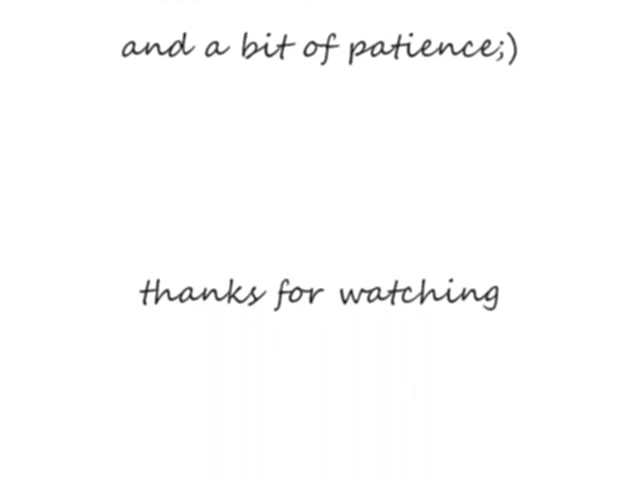 and a bit of patience;)
thanks for watching